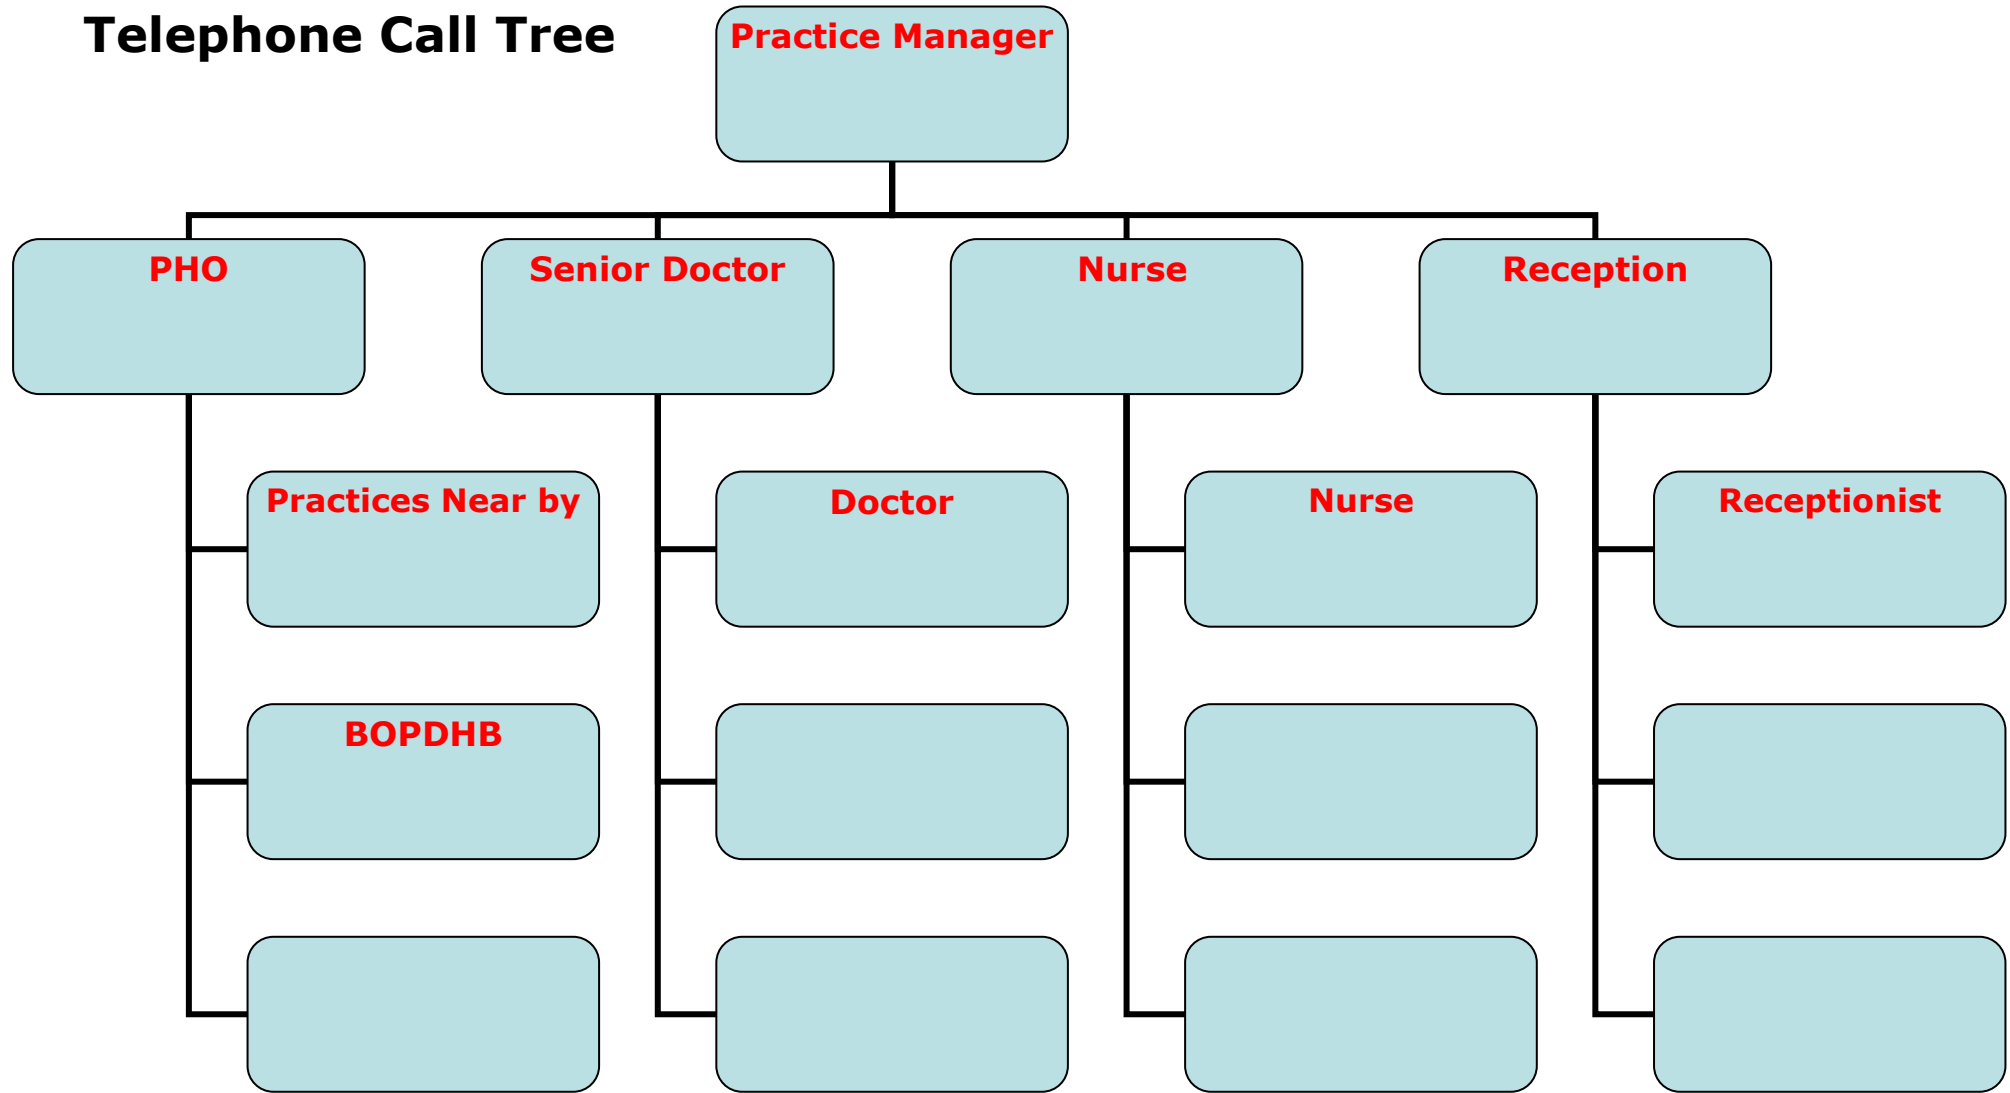 Telephone Call Tree
Practice Manager
PHO
Senior Doctor
Nurse
Reception
Practices Near by
Doctor
Nurse
Receptionist
BOPDHB